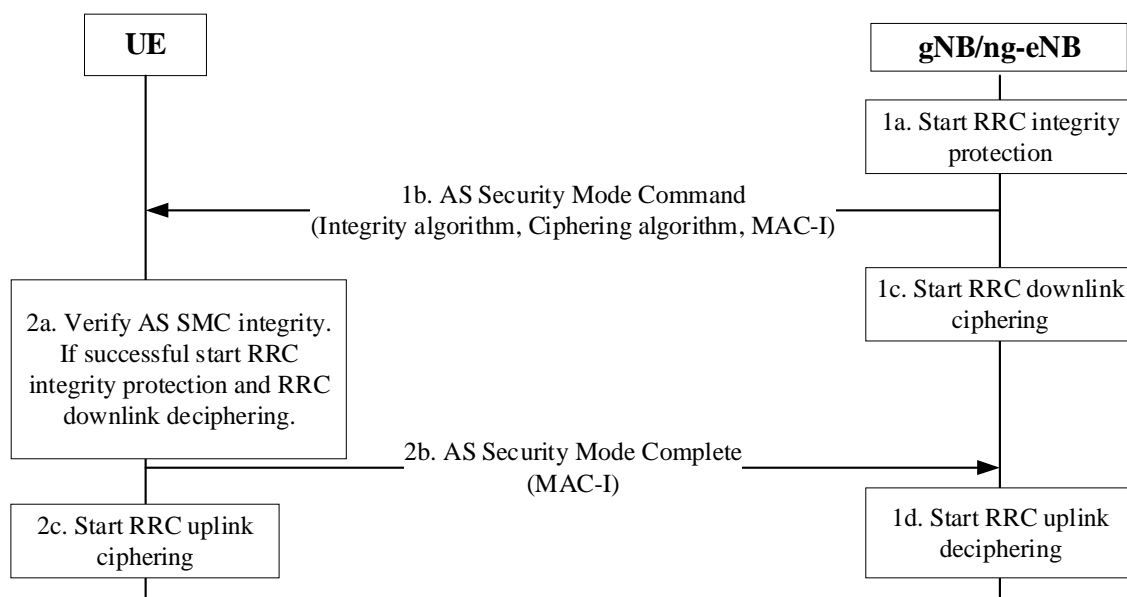 UE
gNB/ng-eNB
1a. Start RRC integrity
protection
1b. AS Security Mode Command
(Integrity algorithm, Ciphering algorithm, MAC-I)
1c. Start RRC downlink
ciphering
2a. Verify AS SMC integrity.
If successful start RRC
integrity protection and RRC
downlink deciphering.
2b. AS Security Mode Complete
(MAC-I)
2c. Start RRC uplink
ciphering
1d. Start RRC uplink
deciphering